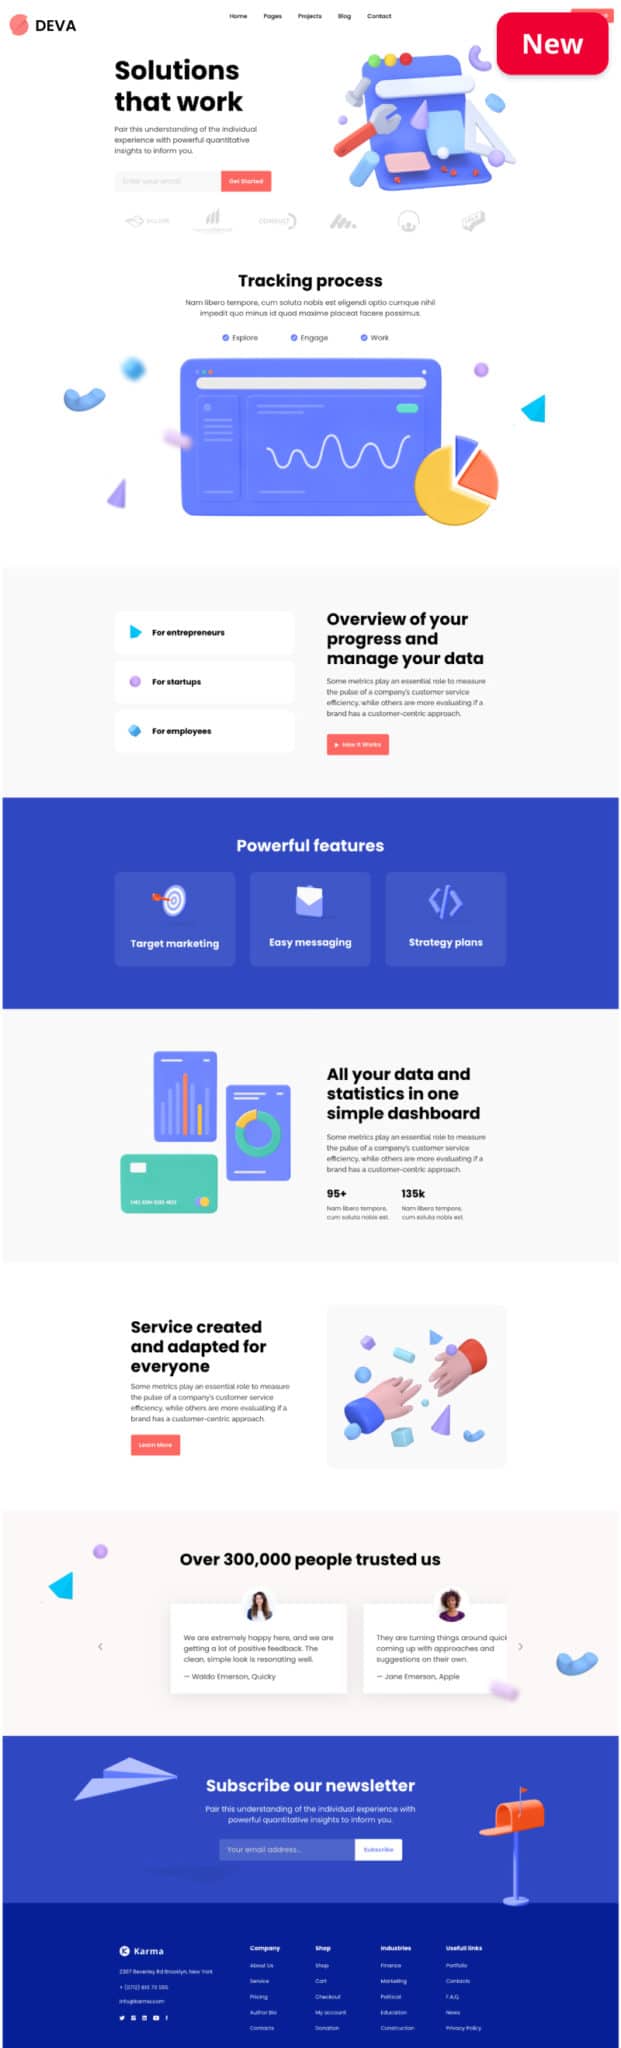 DEVA
Home Pages Projects Blog Contact
New
Solutions
that work
Pair this understanding of the individual
experience with powerful quantitative
insights to inform you.
Enter your email
Get Started
CONSULT
Tracking process
Nam libero tempore, cum soluta nobis est eligendi optio cumque nihil
impedit quo minus id quod maxime placeat facere possimus.
Explore Engage Work
For entrepreneurs
For startups
For employees
Overview of your
progress and
manage your data
Some metrics play an essential role to measure
the pulse of a company's customer service
efficiency, while others are more evaluating if a
brand has a customer-centric approach.
How It Works
Powerful features
Target marketing
Easy messaging
Strategy plans
All your data and
statistics in one
simple dashboard
Some metrics play an essential role to measure
the pulse of a company's customer service
efficiency, while others are more evaluating if a
brand has a customer-centric approach.
95+
Nam libero tempore,
cum soluta nobis est.
135k
Nam libero tempore,
cum soluta nobis est.
Service created
and adapted for
everyone
Some metrics play an essential role to measure
the pulse of a company's customer service
efficiency, while others are more evaluating if a
brand has a customer-centric approach.
Learn More
Over 300,000 people trusted us
We are extremely happy here, and we are
getting a lot of positive feedback. The
clean, simple look is resonating well.
— Waldo Emerson, Quicky
They are turning things around quick
coming up with approaches and
suggestions on their own.
— Jane Emerson, Apple
Subscribe our newsletter
Pair this understanding of the individual experience with
powerful quantitative insights to inform you.
Your email address...
Subscribe
Karma
2307 Beverley Rd Brooklyn, New York
info@karma.com
Company
About Us
Service
Pricing
Author Bio
Contacts
Shop
Shop
Cart
Checkout
My account
Donation
Industries
Finance
Marketing
Political
Education
Construction
Usefull links
Portfolio
Contacts
F.A.Q.
News
Privacy Policy